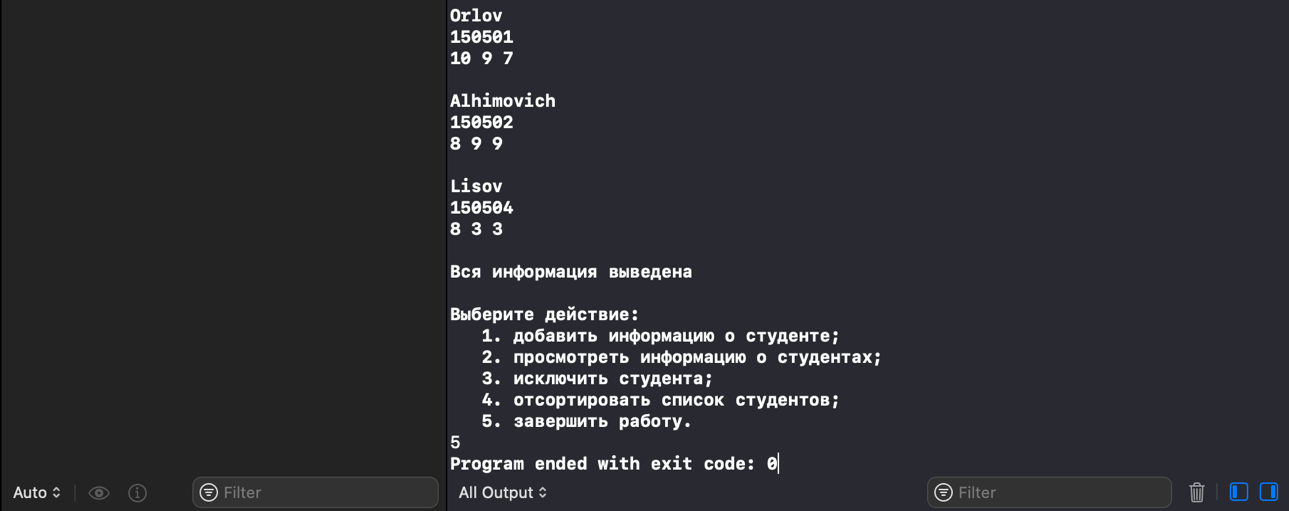 Orlov
150501
10 9 7
Alhimovich
150502
8 9 9
Lisov
150504
8 3 3
Вся информация выведена
Выберите действие:
1. добавить информацию о студенте;
2. просмотреть информацию о студентах;
3. исключить студента;
4. отсортировать список студентов;
5. завершить работу.
5
Program ended with exit code: 0
Auto
Filter
All Output
Filter